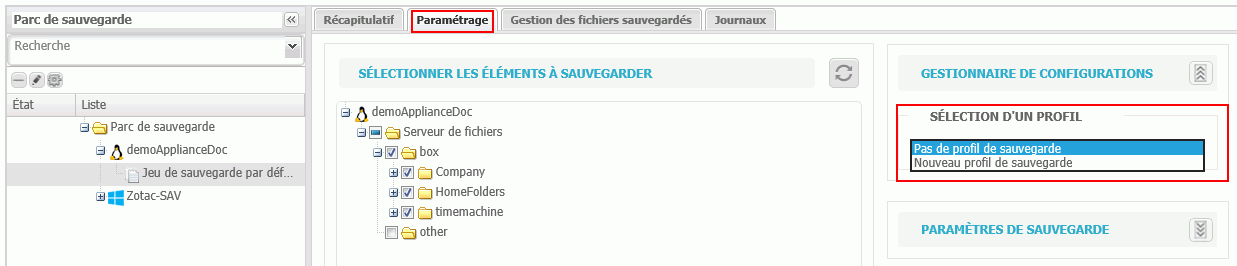 Parc de sauvegarde
Recherche
État Liste
Parc de sauvegarde
demoApplianceDoc
Jeu de sauvegarde par déf...
Zotac-SAV
Récapitulatif Paramétrage Gestion des fichiers sauvegardés Journaux
SÉLECTIONNER LES ÉLÉMENTS À SAUVEGARDER
demoApplianceDoc
Serveur de fichiers
box
Company
HomeFolders
timemachine
other
GESTIONNAIRE DE CONFIGURATIONS
SÉLECTION D'UN PROFIL
Pas de profil de sauvegarde
Nouveau profil de sauvegarde
PARAMÈTRES DE SAUVEGARDE